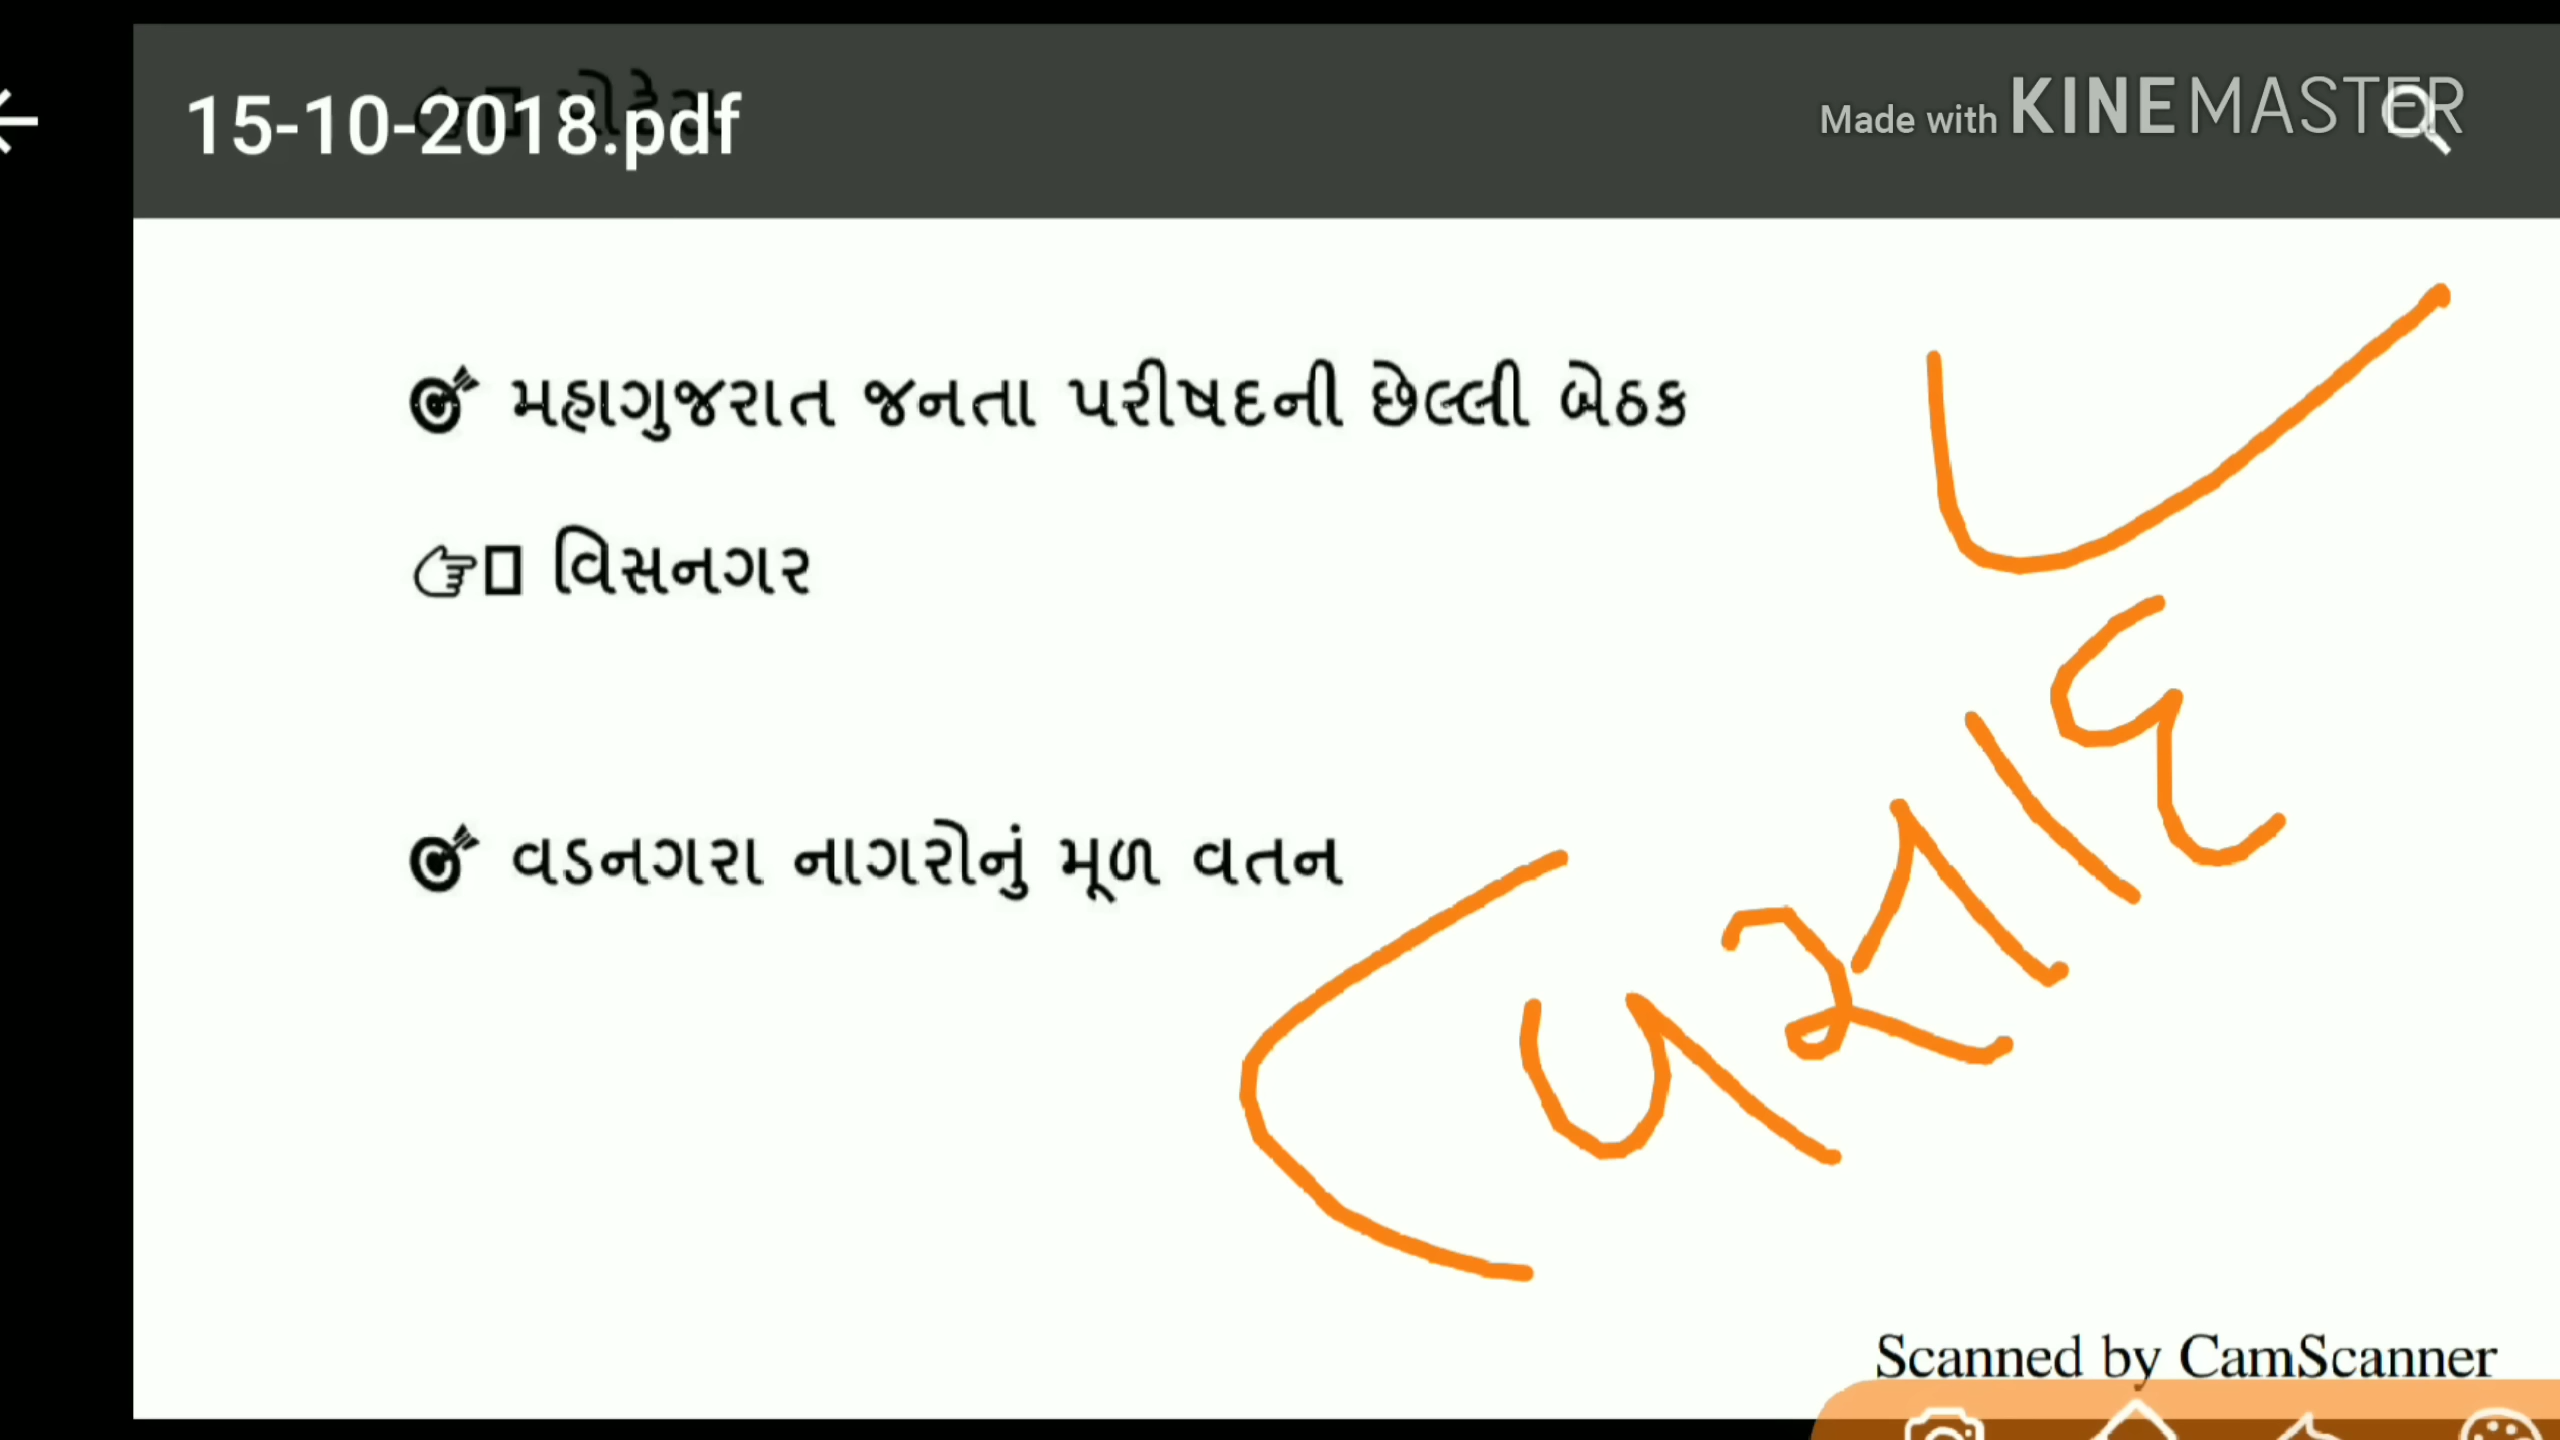 15-10-2018.pdf
Made with KINEMASTER
મહાગુજરાત જનતા પરીષદની છેલ્લી બેઠક
વિસનગર
વડનગરા નાગરોનું મૂળ વતન
વરસાદ
Scanned by CamScanner